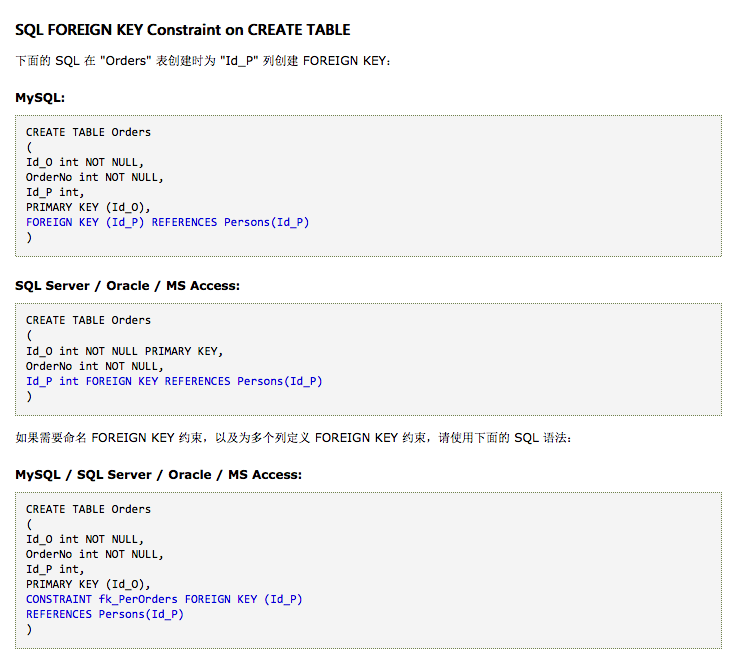 SQL FOREIGN KEY Constraint on CREATE TABLE
下面的 SQL 在 "Orders" 表创建时为 "Id_P" 列创建 FOREIGN KEY：
MySQL:
CREATE TABLE Orders
(
Id_O int NOT NULL,
OrderNo int NOT NULL,
Id_P int,
PRIMARY KEY (Id_O),
FOREIGN KEY (Id_P) REFERENCES Persons(Id_P)
)
SQL Server / Oracle / MS Access:
CREATE TABLE Orders
(
Id_O int NOT NULL PRIMARY KEY,
OrderNo int NOT NULL,
Id_P int FOREIGN KEY REFERENCES Persons(Id_P)
)
如果需要命名 FOREIGN KEY 约束，以及为多个列定义 FOREIGN KEY 约束，请使用下面的 SQL 语法：
MySQL / SQL Server / Oracle / MS Access:
CREATE TABLE Orders
(
Id_O int NOT NULL,
OrderNo int NOT NULL,
Id_P int,
PRIMARY KEY (Id_O),
CONSTRAINT fk_PerOrders FOREIGN KEY (Id_P)
REFERENCES Persons(Id_P)
)